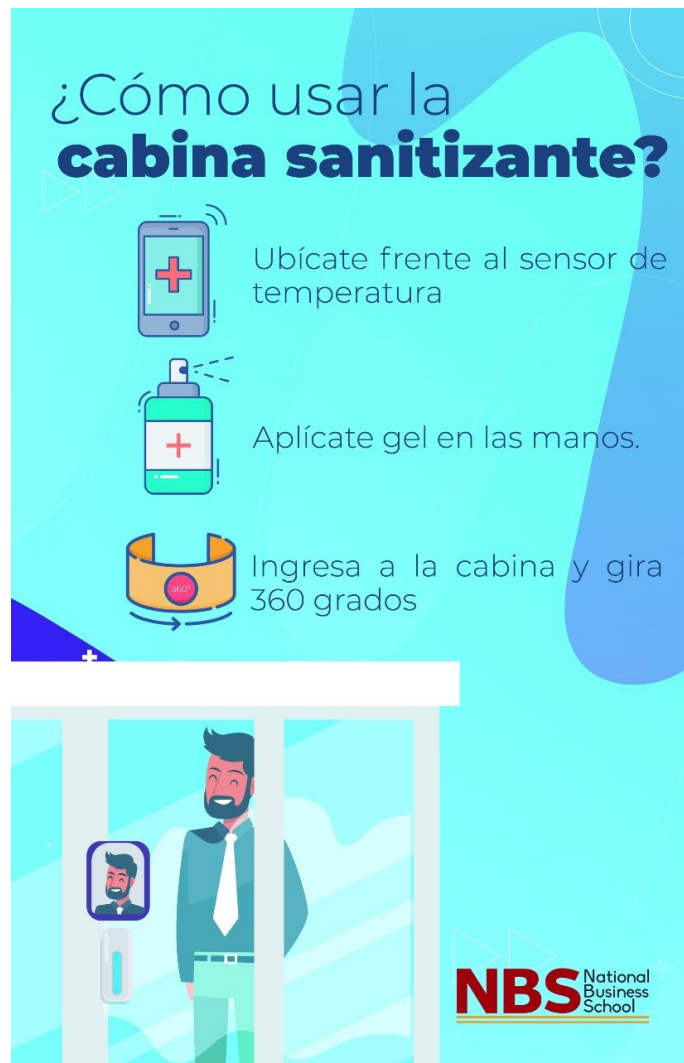 ¿Cómo usar la
cabina sanitizante?
Ubícate frente al sensor de
temperatura
Aplícate gel en las manos.
360°
Ingresa a la cabina y gira
360 grados
NBS National
Business
School